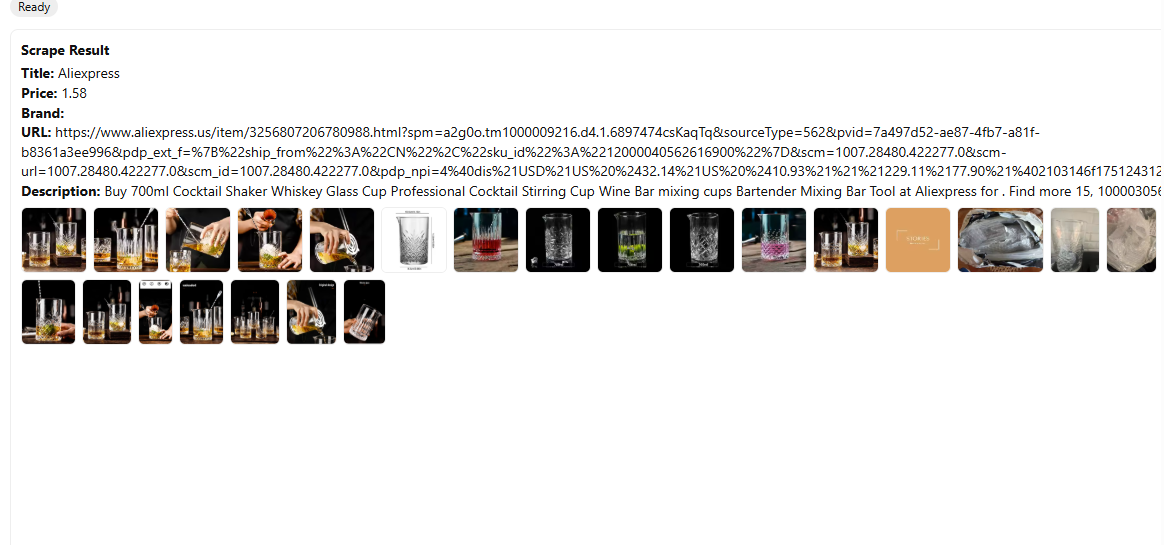 Ready
Scrape Result
Title: Aliexpress
Price: 1.58
Brand:
URL: https://www.aliexpress.us/item/3256807206780988.html?spm=a2g0o.tm1000009216.d4.1.6897474csKaqTq&sourceType=562&pvid=7a497d52-ae87-4fb7-a81f-
b8361a3ee996&pdp_ext_f=%7B%22ship_from%22%3A%22CN%22%2C%22sku_id%22%3A%2212000040562616900%22%7D&scm=1007.28480.422277.0&scm-
url=1007.28480.422277.0&scm_id=1007.28480.422277.0&pdp_npi=4%40dis%21USD%21US%20%2432.14%21US%20%2410.93%21%21%21229.11%2177.90%21%402103146f175124312
Description: Buy 700ml Cocktail Shaker Whiskey Glass Cup Professional Cocktail Stirring Cup Wine Bar mixing cups Bartender Mixing Bar Tool at Aliexpress for . Find more 15, 100003056
STORIES